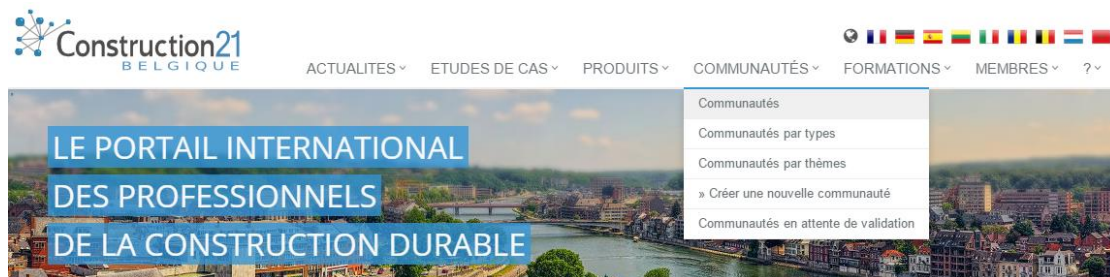 Construction21
BELGIQUE
ACTUALITES ETUDES DE CAS PRODUITS COMMUNAUTÉS FORMATIONS MEMBRES ?
Communautés
Communautés par types
Communautés par thèmes
» Créer une nouvelle communauté
Communautés en attente de validation
LE PORTAIL INTERNATIONAL
DES PROFESSIONNELS
DE LA CONSTRUCTION DURABLE